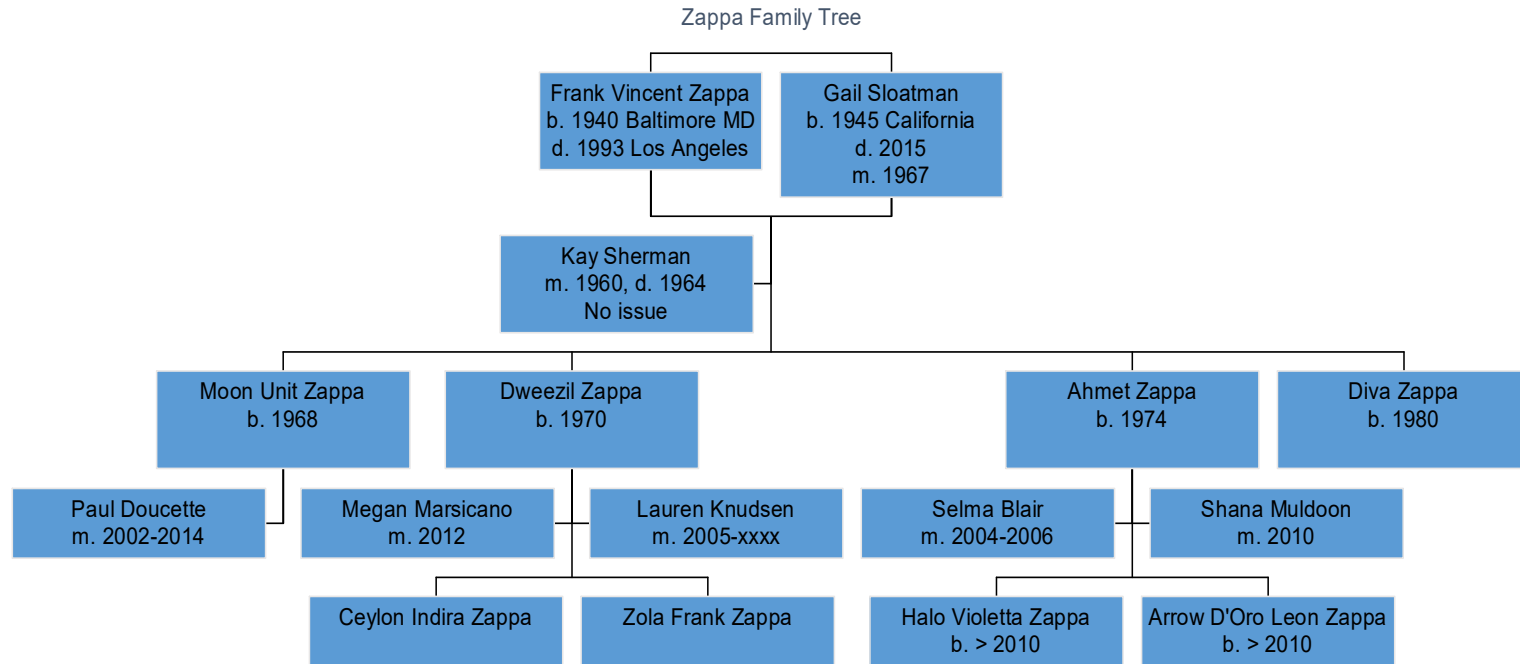 Zappa Family Tree
Frank Vincent Zappa
b. 1940 Baltimore MD
d. 1993 Los Angeles
Gail Sloatman
b. 1945 California
d. 2015
m. 1967
Kay Sherman
m. 1960, d. 1964
No issue
Moon Unit Zappa
b. 1968
Dweezil Zappa
b. 1970
Ahmet Zappa
b. 1974
Diva Zappa
b. 1980
Paul Doucette
m. 2002-2014
Megan Marsicano
m. 2012
Lauren Knudsen
m. 2005-xxxx
Selma Blair
m. 2004-2006
Shana Muldoon
m. 2010
Ceylon Indira Zappa
Zola Frank Zappa
Halo Violetta Zappa
b. > 2010
Arrow D'Oro Leon Zappa
b. > 2010